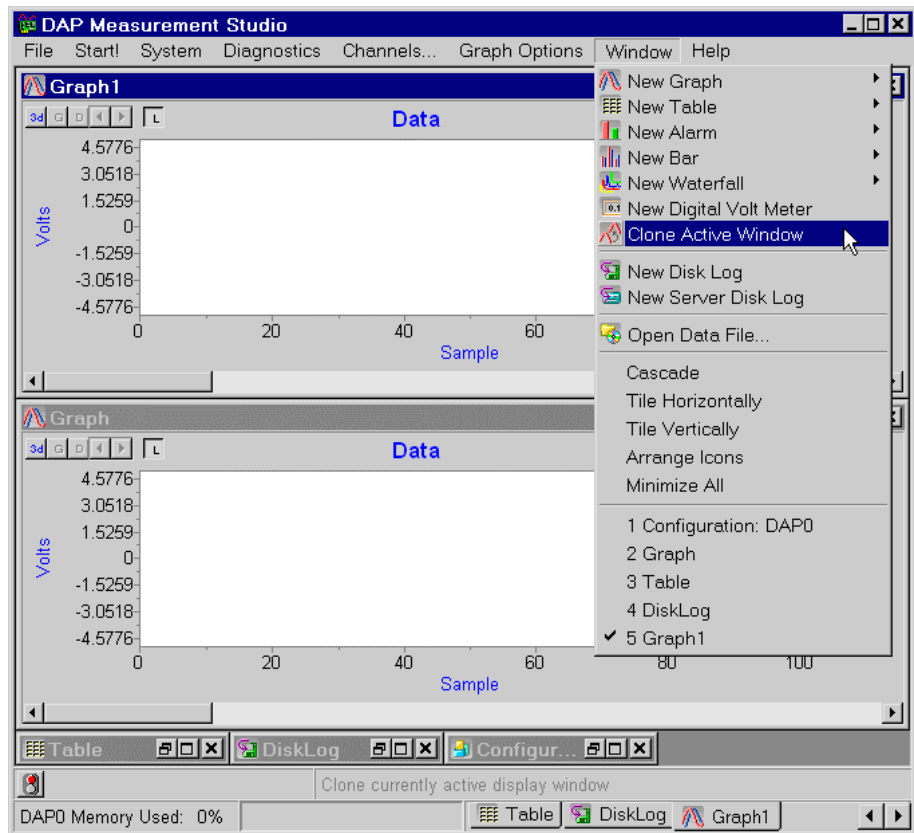 DAP Measurement Studio
File Start! System Diagnostics Channels... Graph Options Window Help
Graph1
3d G D L
Data
4.5776
3.0518
1.5259
0
-1.5259
-3.0518
-4.5776
Volts
0 20 40 60
Sample
New Graph
New Table
New Alarm
New Bar
New Waterfall
0.1 New Digital Volt Meter
Clone Active Window
New Disk Log
New Server Disk Log
Open Data File...
Cascade
Tile Horizontally
Tile Vertically
Arrange Icons
Minimize All
1 Configuration: DAP0
2 Graph
3 Table
4 DiskLog
✔ 5 Graph1
Graph
3d G D L
Data
4.5776
3.0518
1.5259
0
-1.5259
-3.0518
-4.5776
Volts
0 20 40 60 80 100
Sample
Table DiskLog Configur...
Clone currently active display window
DAP0 Memory Used: 0% Table DiskLog Graph1